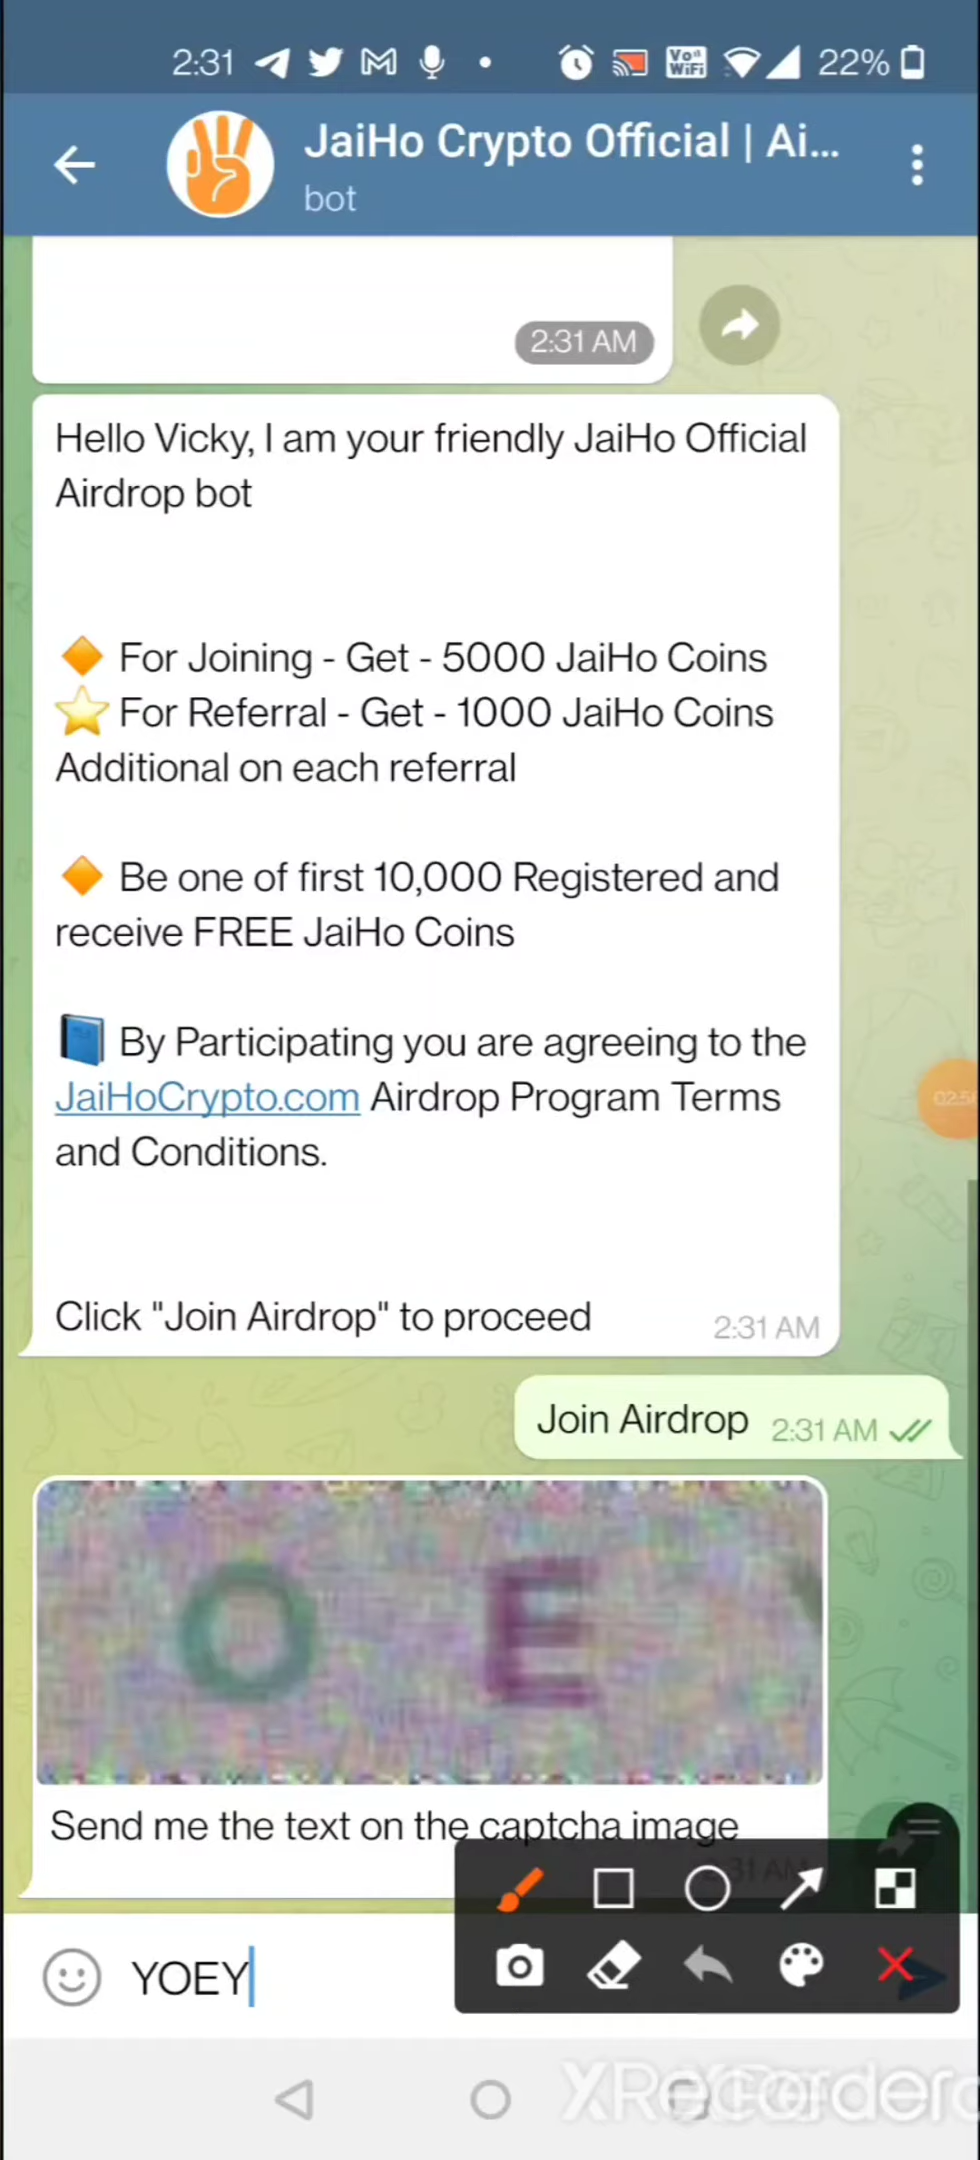 2:31
Vo WiFi
22%
JaiHo Crypto Official | Ai...
bot
2:31 AM
Hello Vicky, I am your friendly JaiHo Official
Airdrop bot
For Joining - Get - 5000 JaiHo Coins
For Referral - Get - 1000 JaiHo Coins
Additional on each referral
Be one of first 10,000 Registered and
receive FREE JaiHo Coins
By Participating you are agreeing to the
JaiHoCrypto.com Airdrop Program Terms
and Conditions.
Click "Join Airdrop" to proceed
2:31 AM
Join Airdrop 2:31 AM
O E
Send me the text on the captcha image
YOEY
XRecorder